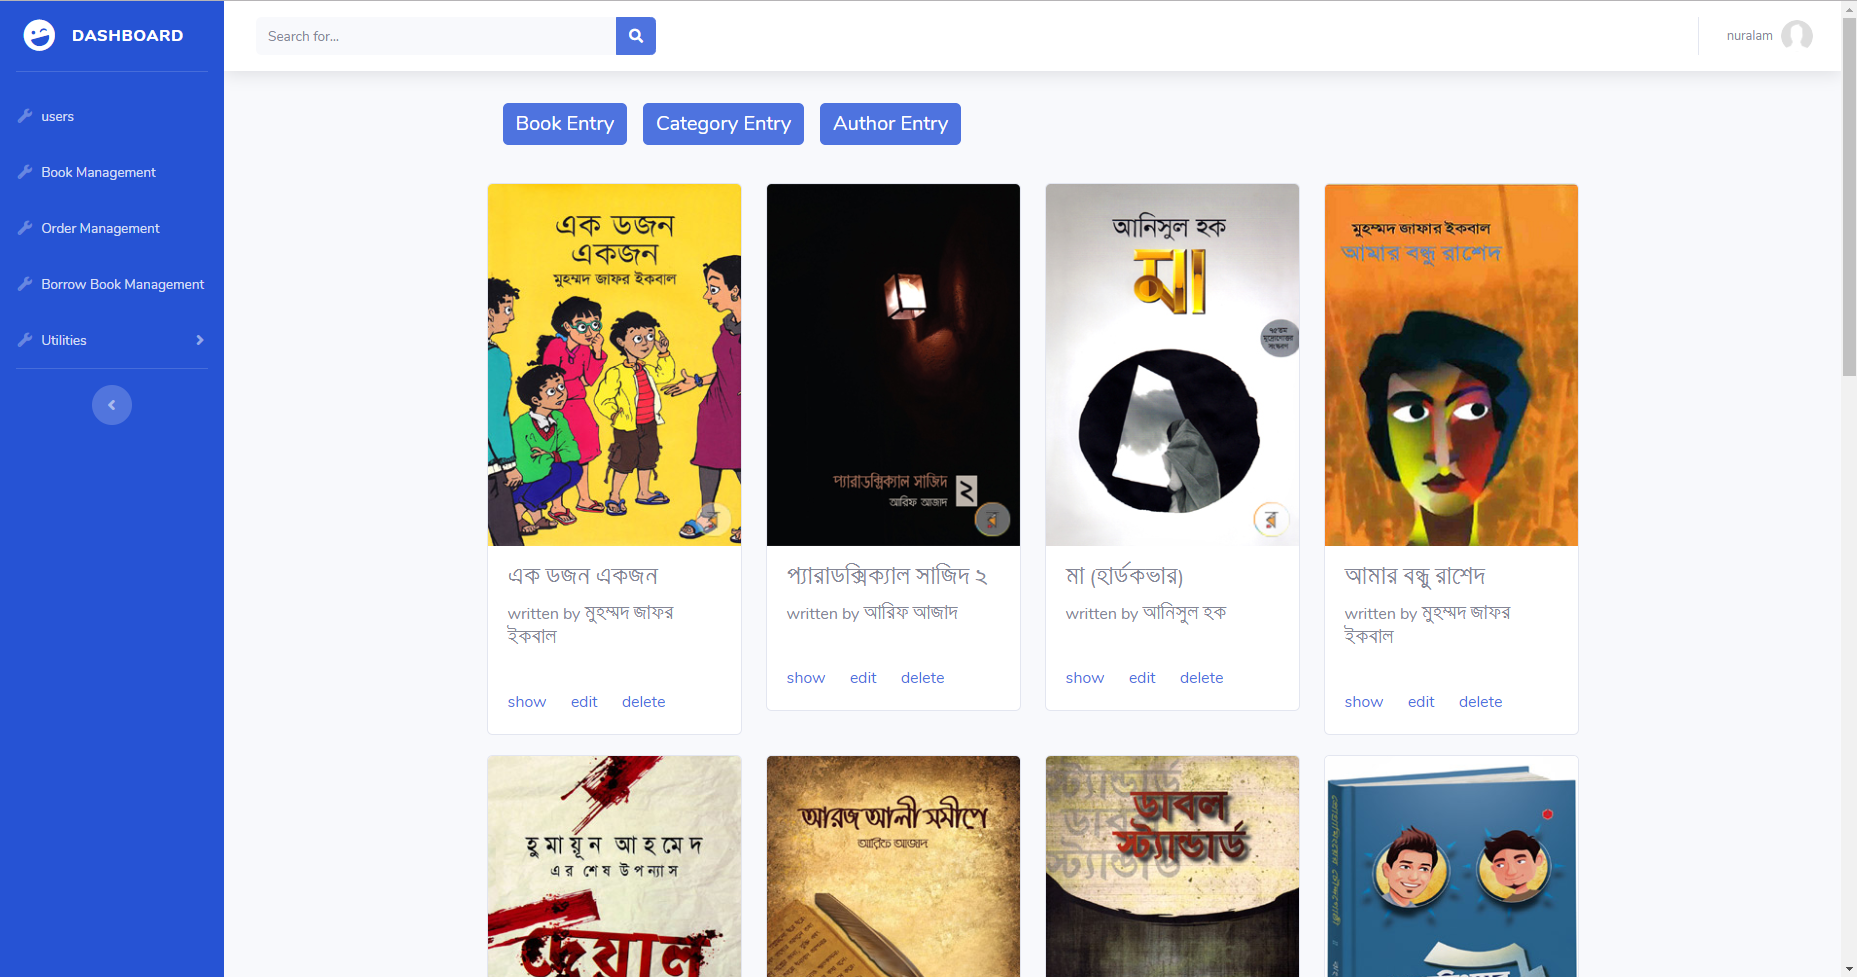 DASHBOARD
Search for...
nuralam
users
Book Management
Order Management
Borrow Book Management
Utilities
Book Entry
Category Entry
Author Entry
এক ডজন
একজন
মুহম্মদ জাফর ইকবাল
প্যারাডক্সিক্যাল সাজিদ
২
আরিফ আজাদ
র
আনিসুল হক
মা
৭৫তম
র
মুহম্মদ জাফর ইকবাল
আমার বন্ধু রাশেদ
এক ডজন একজন
written by মুহম্মদ জাফর
ইকবাল
show edit delete
প্যারাডক্সিক্যাল সাজিদ ২
written by আরিফ আজাদ
show edit delete
মা (হার্ডকভার)
written by আনিসুল হক
show edit delete
আমার বন্ধু রাশেদ
written by মুহম্মদ জাফর
ইকবাল
show edit delete
হুমায়ূন আহমেদ
এর শেষ উপন্যাস
দেয়াল
আরজ আলী সমীপে
আরিফ আজাদ
ডাবল
স্ট্যান্ডার্ড